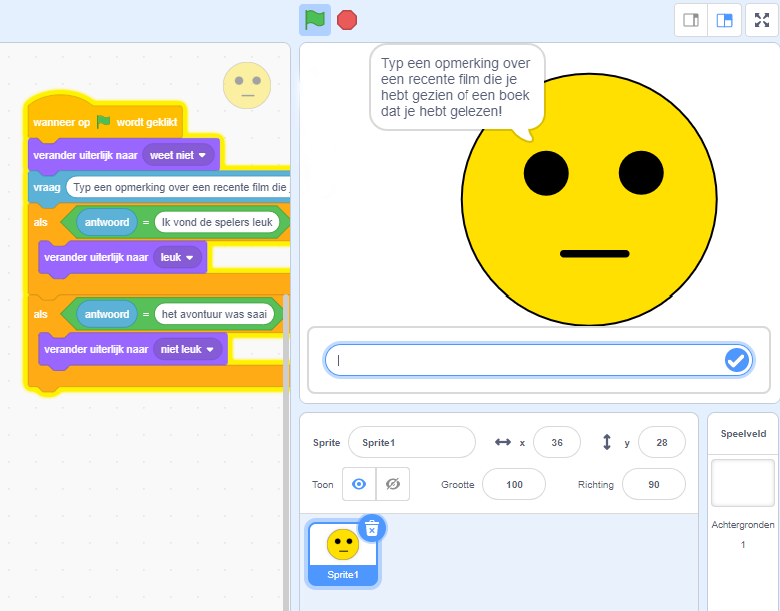 wanneer op wordt geklikt
verander uiterlijk naar weet niet
vraag Typ een opmerking over een recente film die
als antwoord = Ik vond de spelers leuk
verander uiterlijk naar leuk
als antwoord = het avontuur was saai
verander uiterlijk naar niet leuk
Typ een opmerking over
een recente film die je
hebt gezien of een boek
dat je hebt gelezen!
Sprite Sprite1 x 36 y 28
Toon Grootte 100 Richting 90
Sprite1
Speelveld
Achtergronden
1